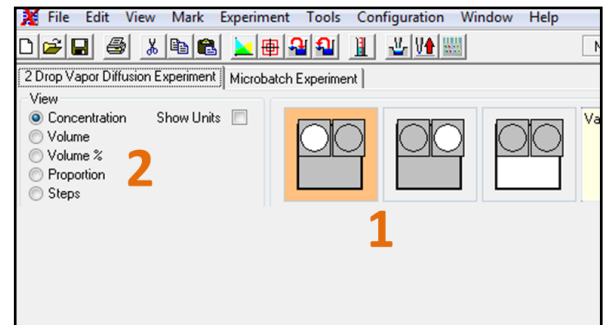 File Edit View Mark Experiment Tools Configuration Window Help
2 Drop Vapor Diffusion Experiment Microbatch Experiment
View
Concentration Show Units
Volume
Volume %
Proportion
Steps
2
1
Va